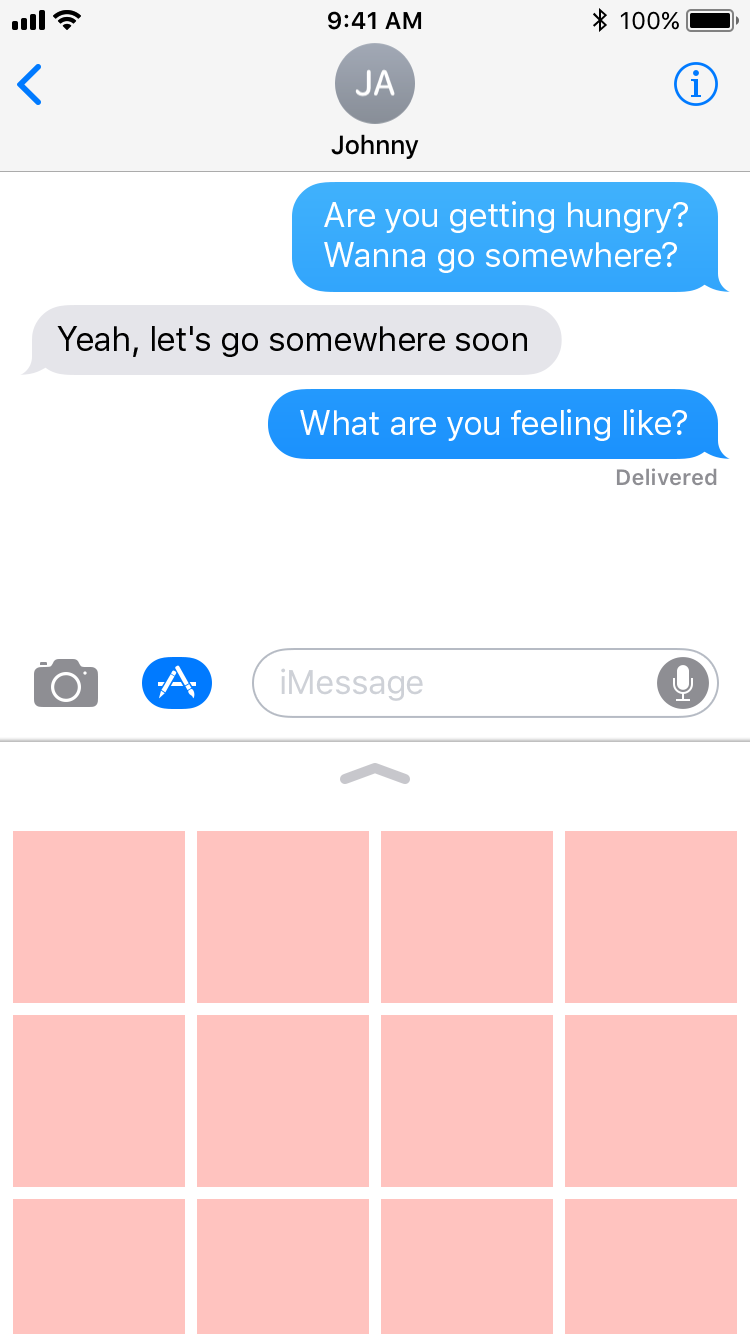 9:41 AM
100%
JA
Johnny
Are you getting hungry?
Wanna go somewhere?
Yeah, let's go somewhere soon
What are you feeling like?
Delivered
iMessage